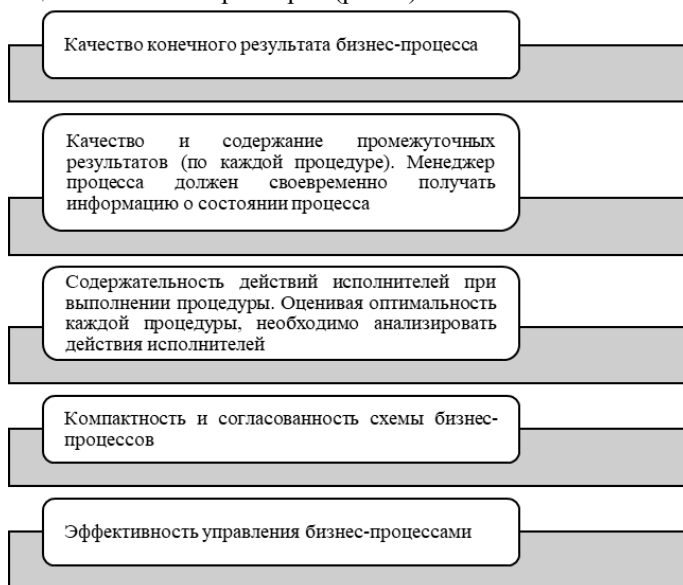 Качество конечного результата бизнес-процесса
Качество и содержание промежуточных
результатов (по каждой процедуре). Менеджер
процесса должен своевременно получать
информацию о состоянии процесса
Содержательность действий исполнителей при
выполнении процедуры. Оценивая оптимальность
каждой процедуры, необходимо анализировать
действия исполнителей
Компактность и согласованность схемы бизнес-
процессов
Эффективность управления бизнес-процессами